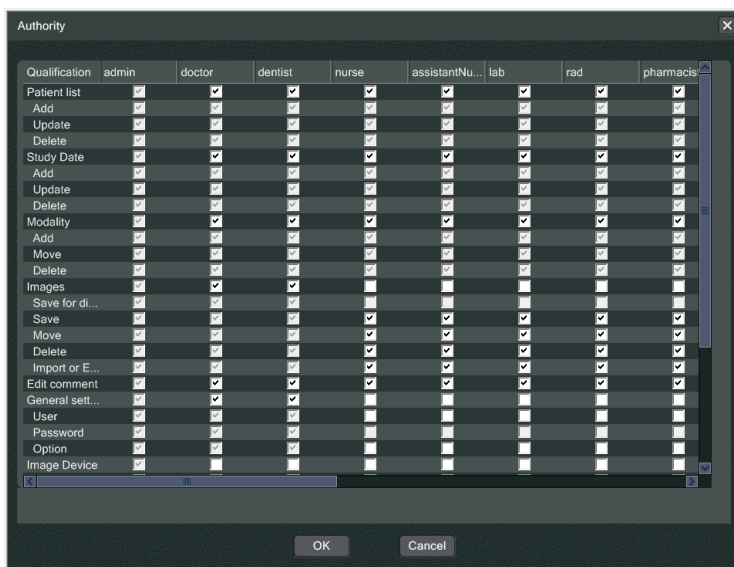 Authority
Qualification admin doctor dentist nurse assistantNu... lab rad pharmacis
Patient list
Add
Update
Delete
Study Date
Add
Update
Delete
Modality
Add
Move
Delete
Images
Save for di...
Save
Move
Delete
Import or E...
Edit comment
General sett...
User
Password
Option
Image Device
OK Cancel